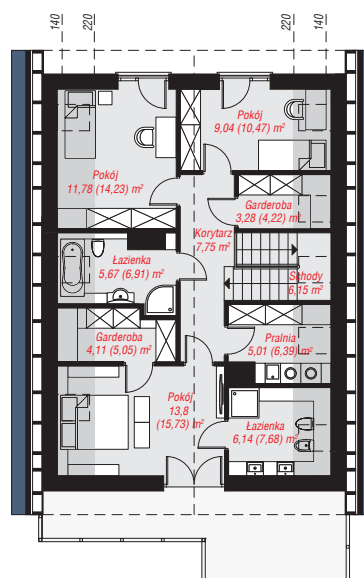 140
220
220
140
Pokój
9,04 (10,47) m²
Pokój
11,78 (14,23) m²
Garderoba
3,28 (4,22) m²
Korytarz
7,75 m²
Łazienka
5,67 (6,91) m²
Schody
6,15 m²
Garderoba
4,11 (5,05) m²
Pralnia
5,01 (6,39) m²
Pokój
13,8
(15,73) m²
Łazienka
6,14 (7,68) m²